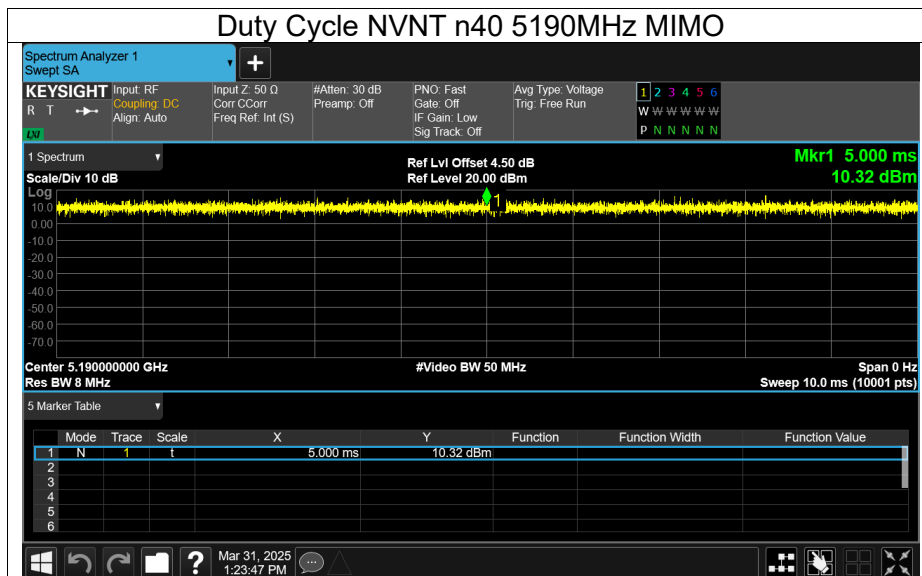 Duty Cycle NVNT n40 5190MHz MIMO
Spectrum Analyzer 1
Swept SA
KEYSIGHT Input: RF Input Z: 50 Ω #Atten: 30 dB PNO: Fast Avg Type: Voltage 1 2 3 4 5 6
R T Coupling: DC Corr CCorr Preamp: Off Gate: Off Trig: Free Run W W W W W W
Align: Auto Freq Ref: Int (S) IF Gain: Low
LXI Sig Track: Off P N N N N N
1 Spectrum Ref Lvl Offset 4.50 dB Mkr1 5.000 ms
Scale/Div 10 dB Ref Level 20.00 dBm 10.32 dBm
Log
10.0
1
0.00
-10.0
-20.0
-30.0
-40.0
-50.0
-60.0
-70.0
Center 5.190000000 GHz #Video BW 50 MHz Span 0 Hz
Res BW 8 MHz Sweep 10.0 ms (10001 pts)
5 Marker Table
Mode Trace Scale X Y Function Function Width Function Value
1 N 1 t 5.000 ms 10.32 dBm
2
3
4
5
6
? Mar 31, 2025
1:23:47 PM